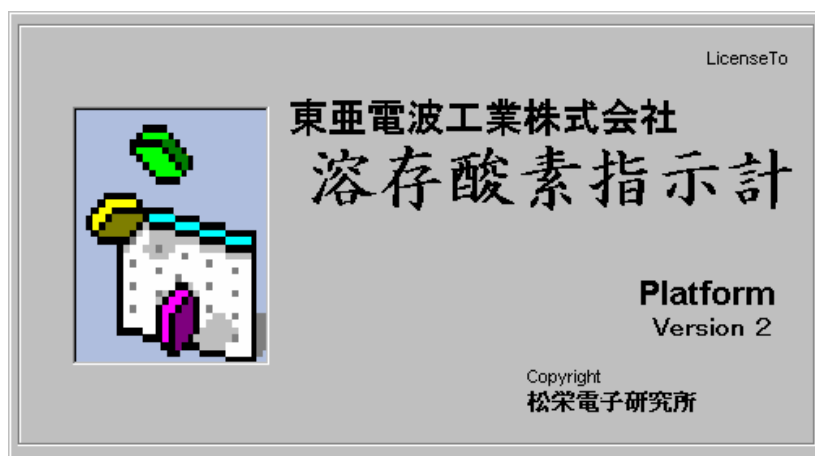 LicenseTo
東亜電波工業株式会社
溶存酸素指示計
Platform
Version 2
Copyright
松栄電子研究所